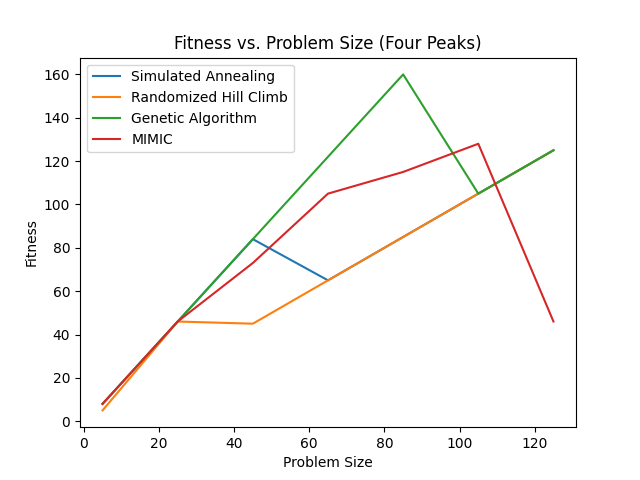 Fitness vs. Problem Size (Four Peaks)
Simulated Annealing
Randomized Hill Climb
Genetic Algorithm
MIMIC
160
140
120
100
80
60
40
20
0
Fitness
0 20 40 60 80 100 120
Problem Size